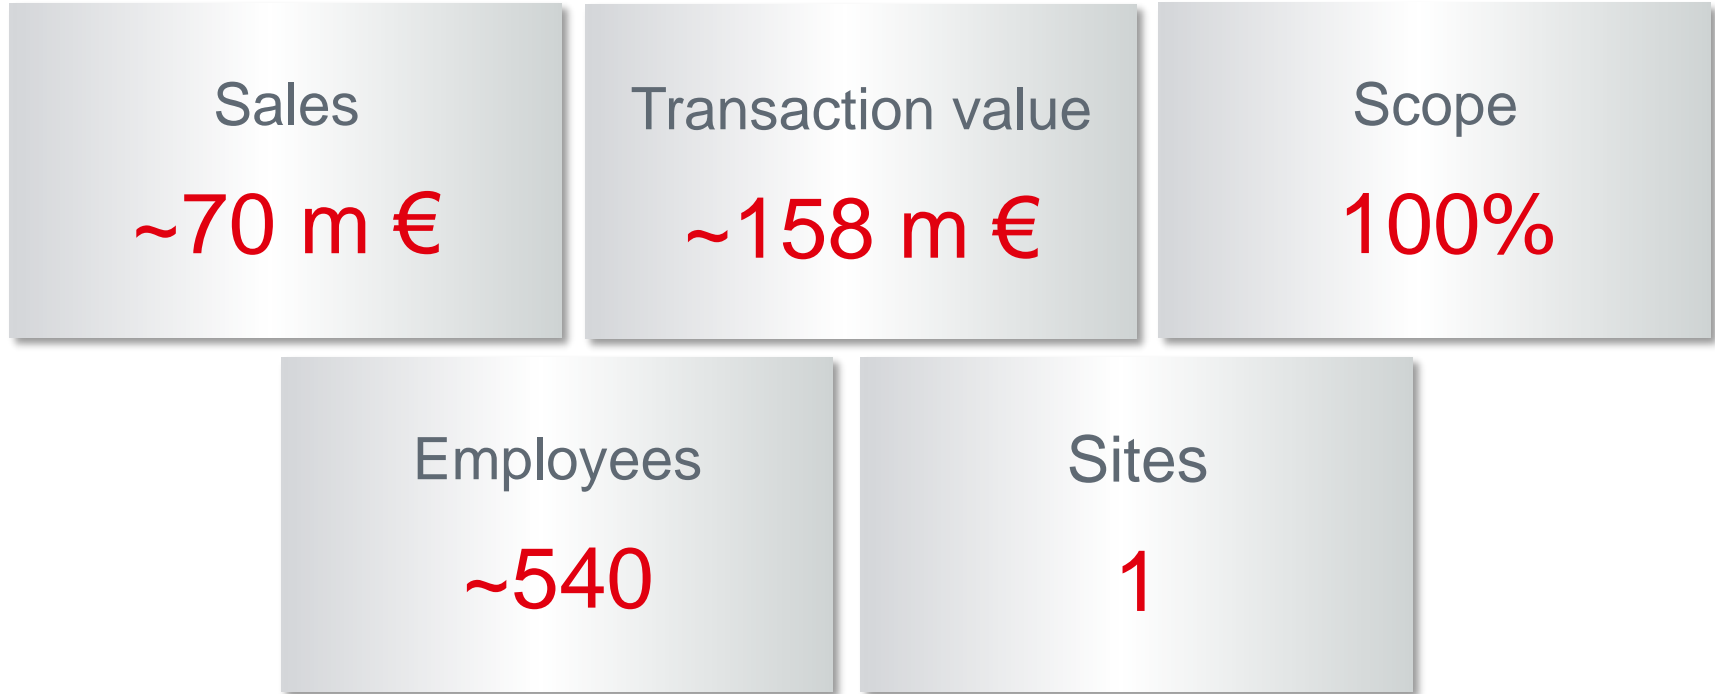 Sales
~70 m €
Transaction value
~158 m €
Scope
100%
Employees
~540
Sites
1